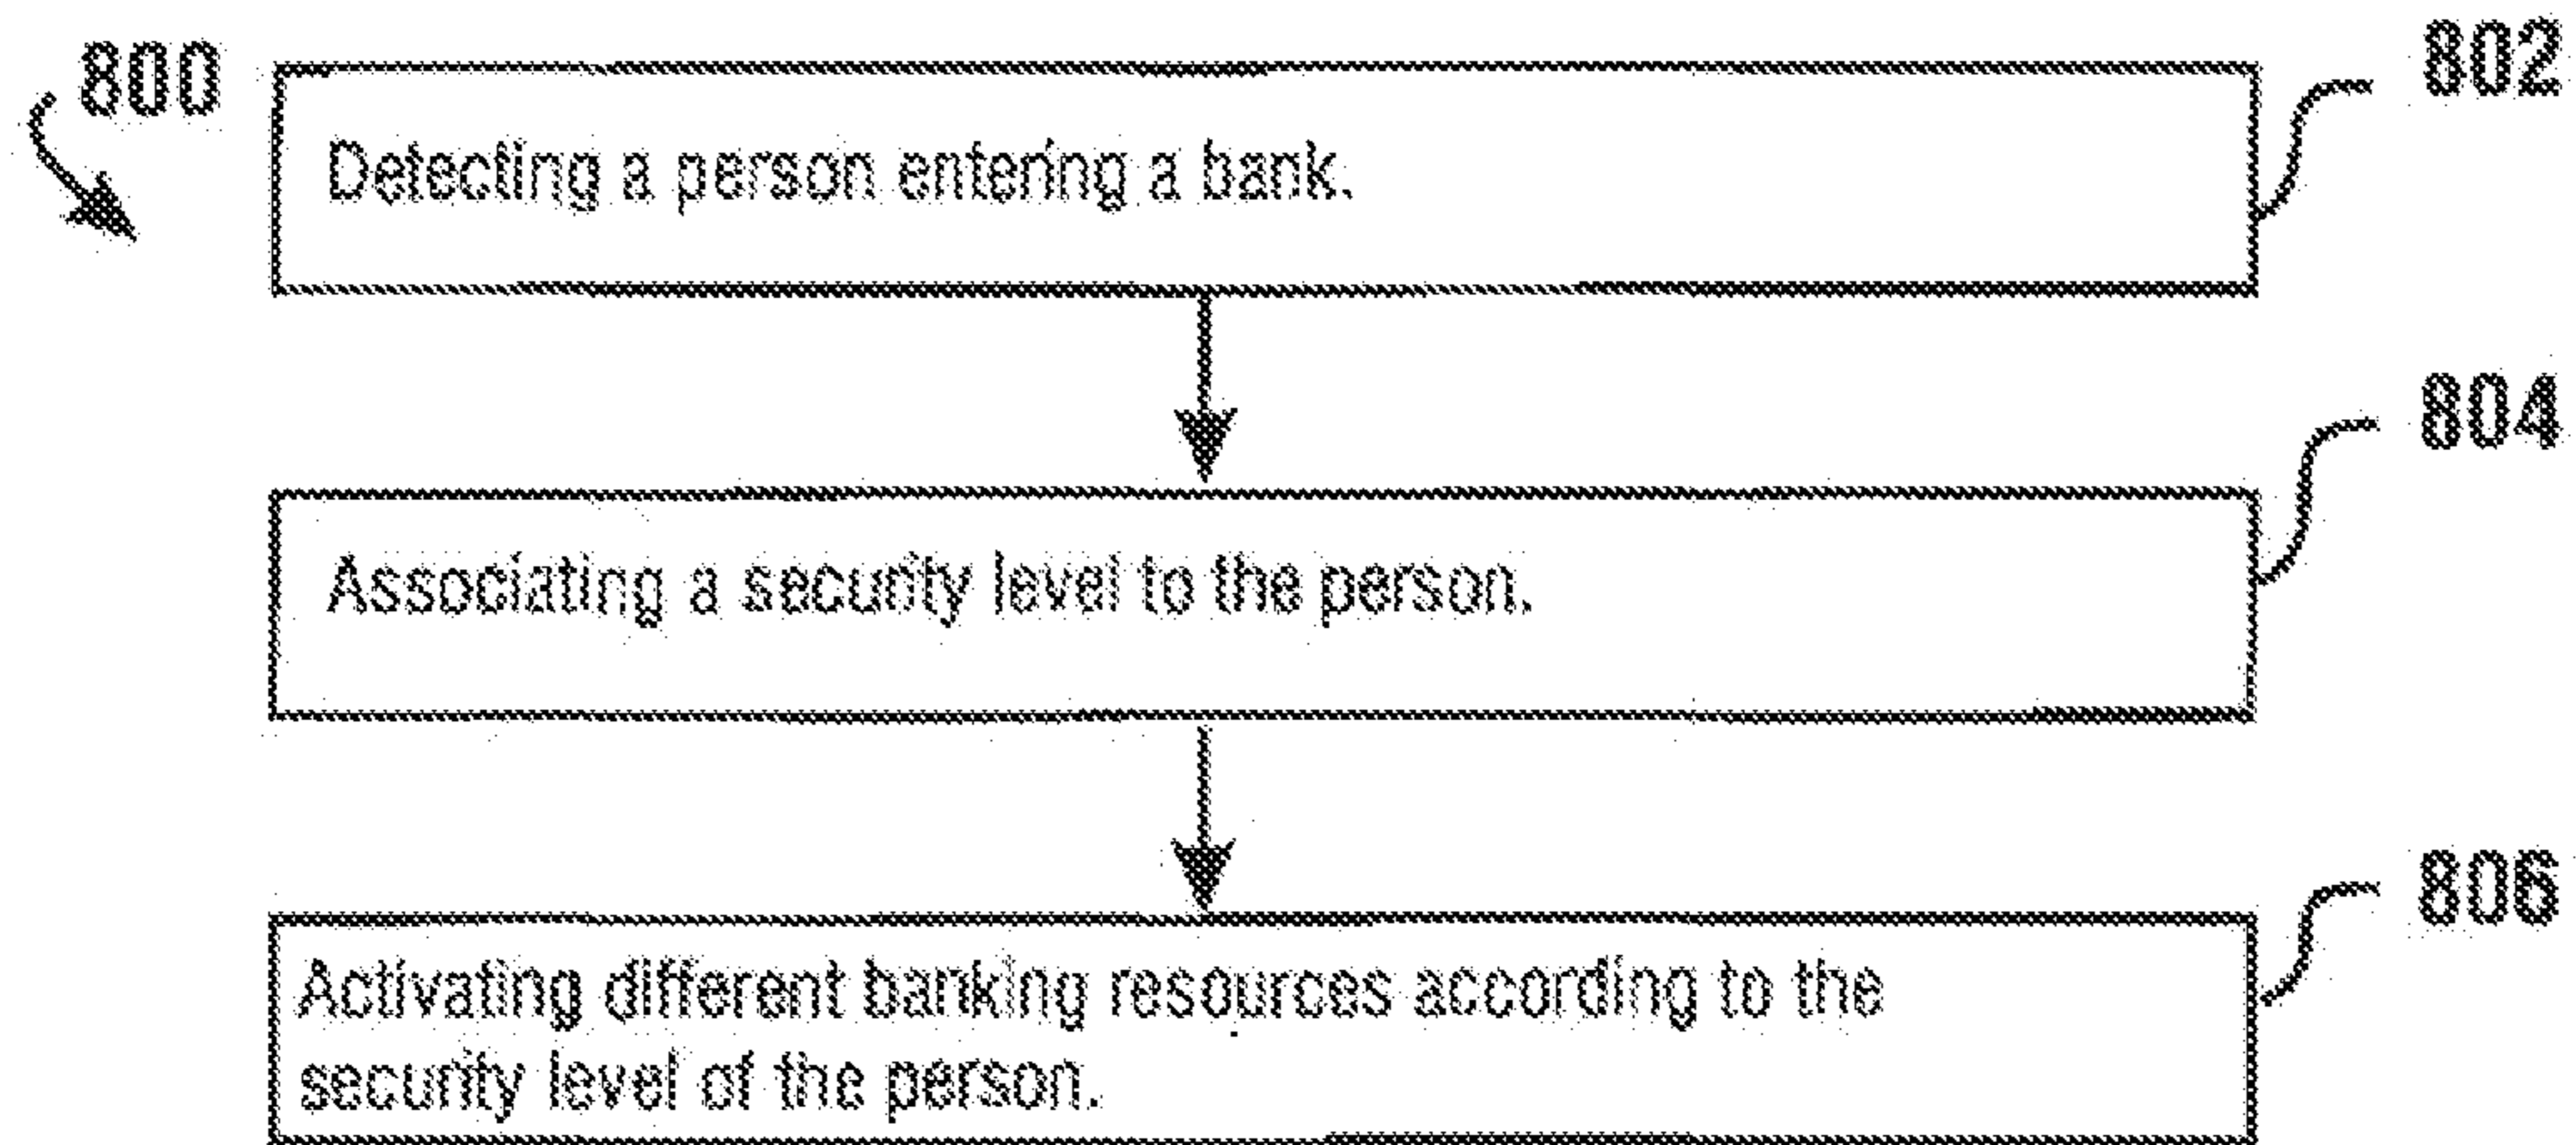 800
802
Detecting a person entering a bank.
804
Associating a security level to the person.
806
Activating different banking resources according to the
security level of the person.